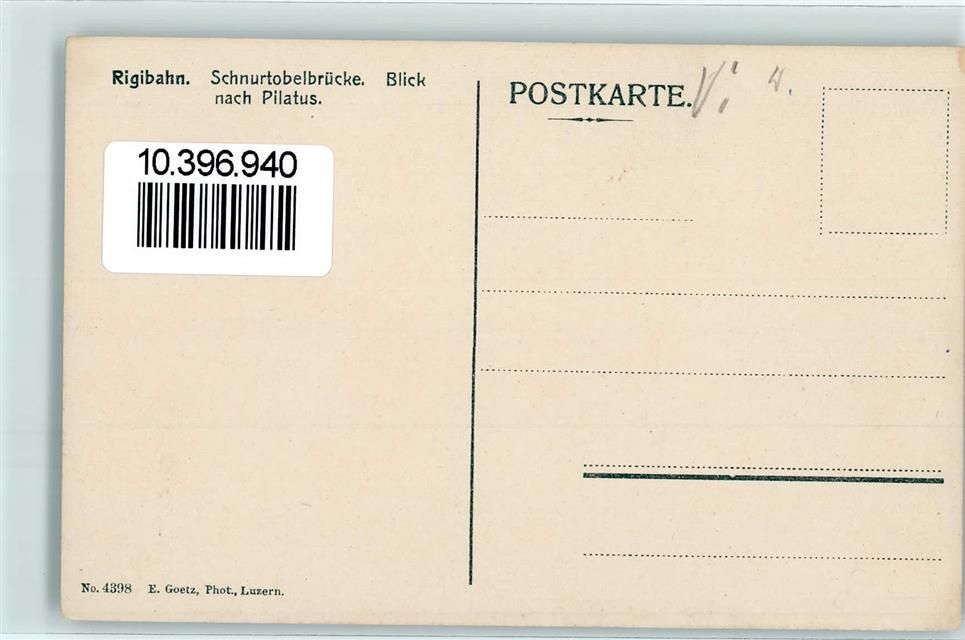 Rigibahn. Schnurtobelbrücke. Blick
nach Pilatus.
10.396.940
POSTKARTE.
No. 4398 E. Goetz, Phot., Luzern.